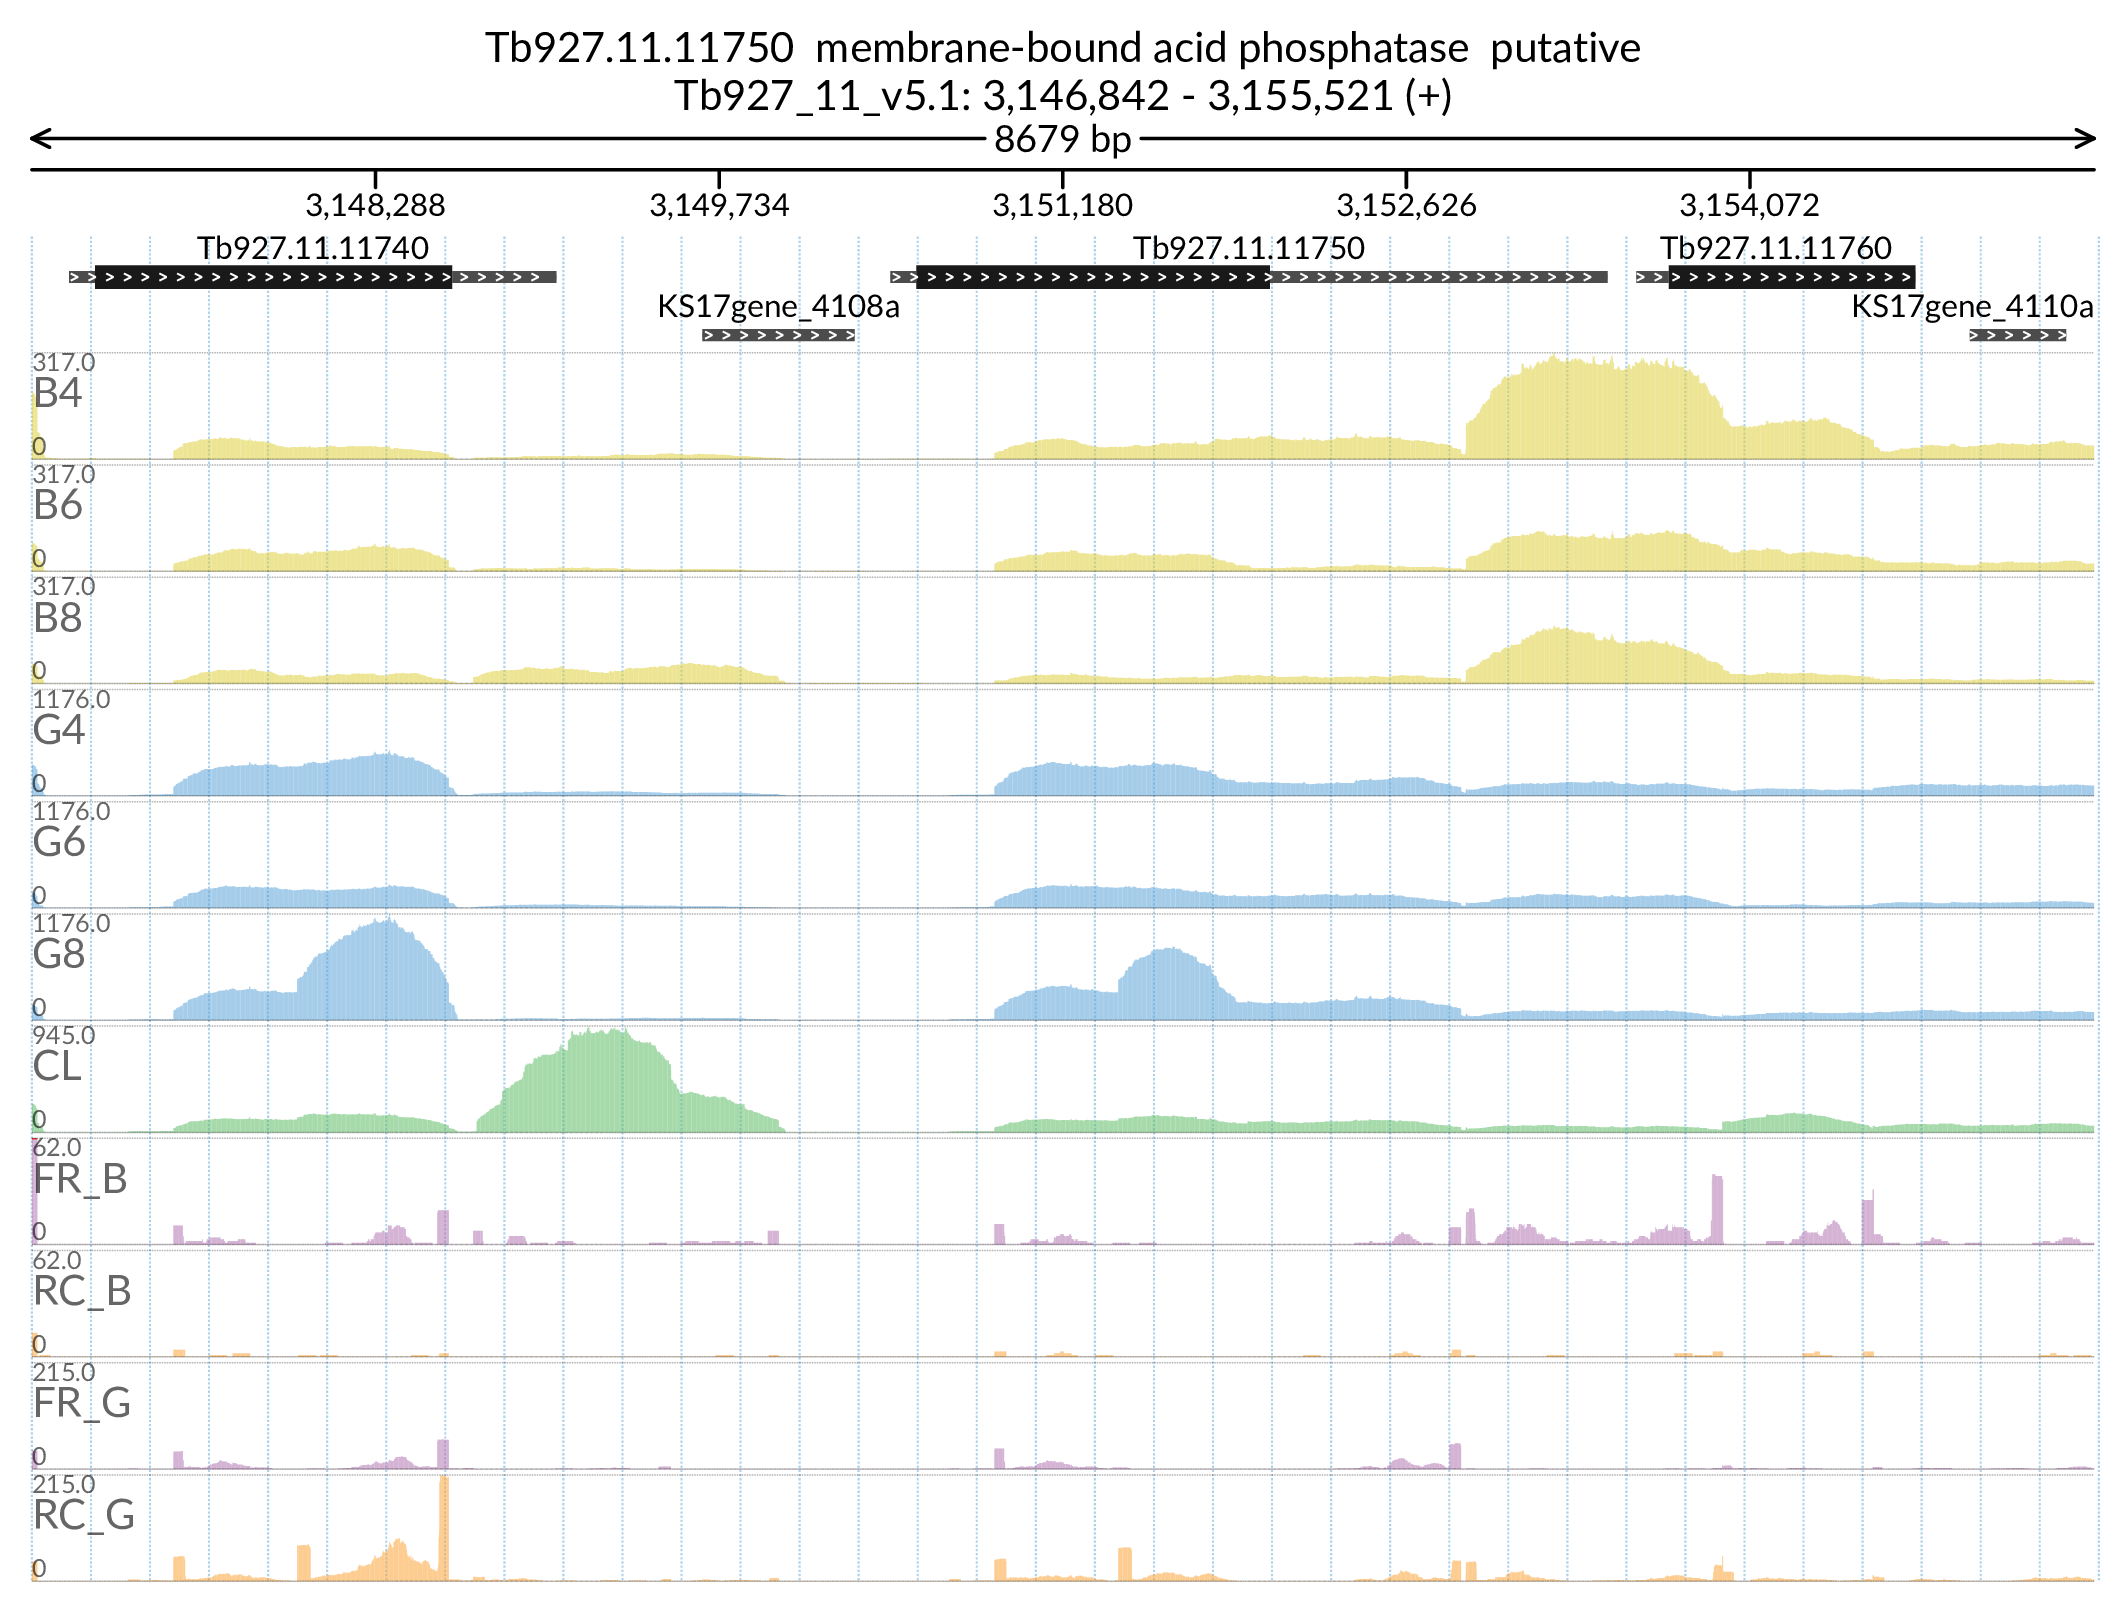 Tb927.11.11750  membrane-bound acid phosphatase  putative
Tb927_11_v5.1: 3,146,842 - 3,155,521 (+)
8679 bp
3,148,288 3,149,734 3,151,180 3,152,626 3,154,072
Tb927.11.11740 Tb927.11.11750 Tb927.11.11760
KS17gene_4108a KS17gene_4110a
317.0
B4
0
317.0
B6
0
317.0
B8
0
1176.0
G4
0
1176.0
G6
0
1176.0
G8
0
945.0
CL
0
62.0
FR_B
0
62.0
RC_B
0
215.0
FR_G
0
215.0
RC_G
0